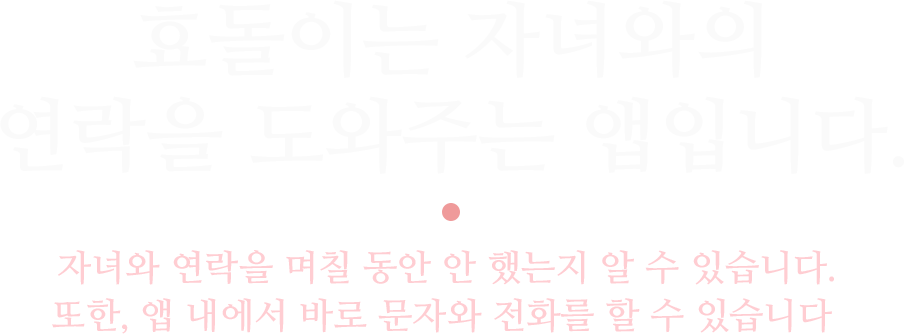 효돌이는 자녀와의
연락을 도와주는 앱입니다.
자녀와 연락을 며칠 동안 안 했는지 알 수 있습니다.
또한, 앱 내에서 바로 문자와 전화를 할 수 있습니다